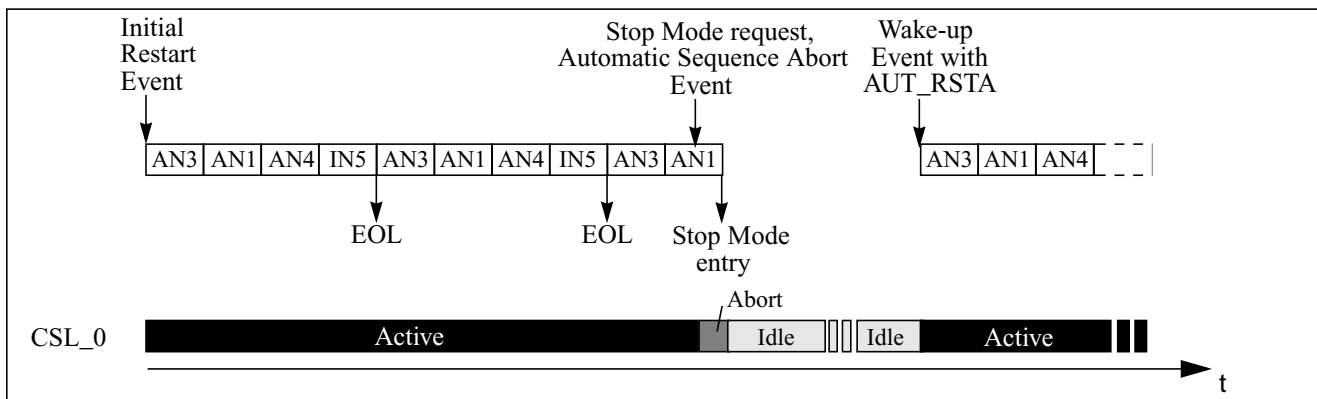 Initial
Restart
Event
Stop Mode request,
Automatic Sequence Abort
Event
Wake-up
Event with
AUT_RSTA
AN3 AN1 AN4 IN5 AN3 AN1 AN4 IN5 AN3 AN1
AN3 AN1 AN4
EOL
EOL
Stop Mode
entry
Abort
CSL_0
Active
Idle
Idle
Active
t